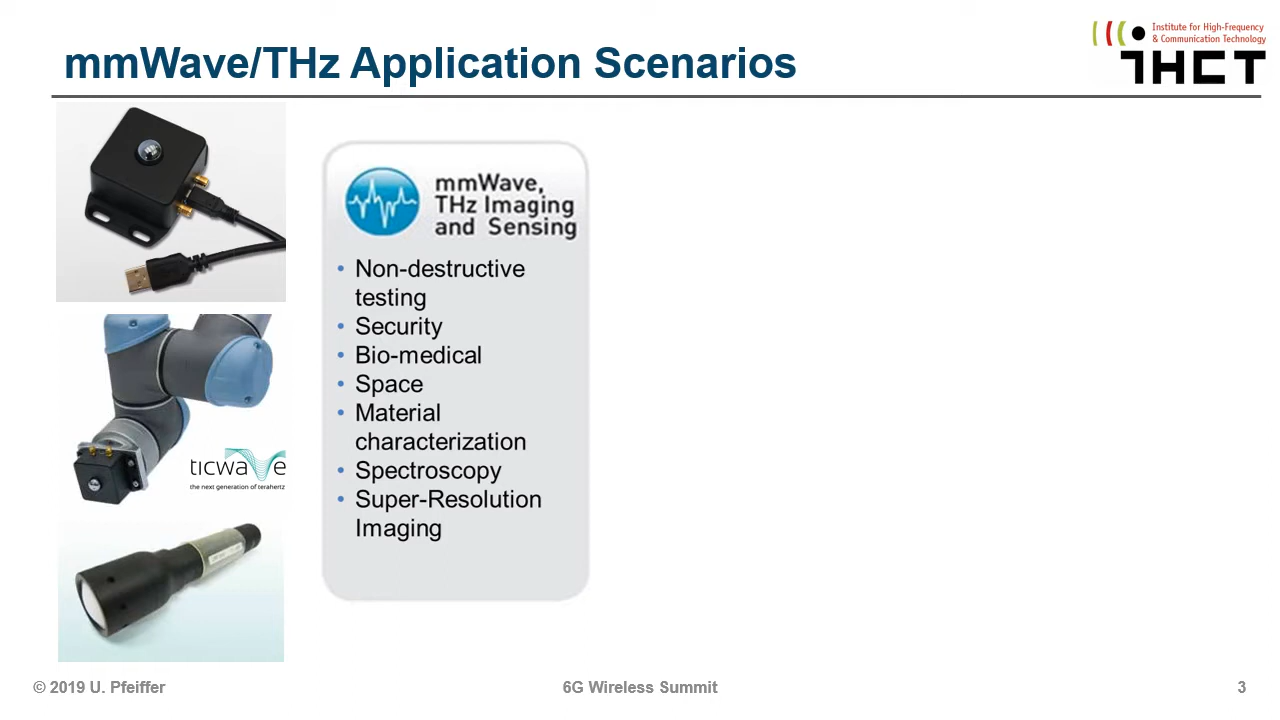 mmWave/THz Application Scenarios
Institute for High-Frequency
& Communication Technology
IHCT
mmWave,
THz Imaging
and Sensing
• Non-destructive
testing
• Security
• Bio-medical
• Space
• Material
characterization
• Spectroscopy
• Super-Resolution
Imaging
ticwave
the next generation of terahertz
© 2019 U. Pfeiffer
6G Wireless Summit
3